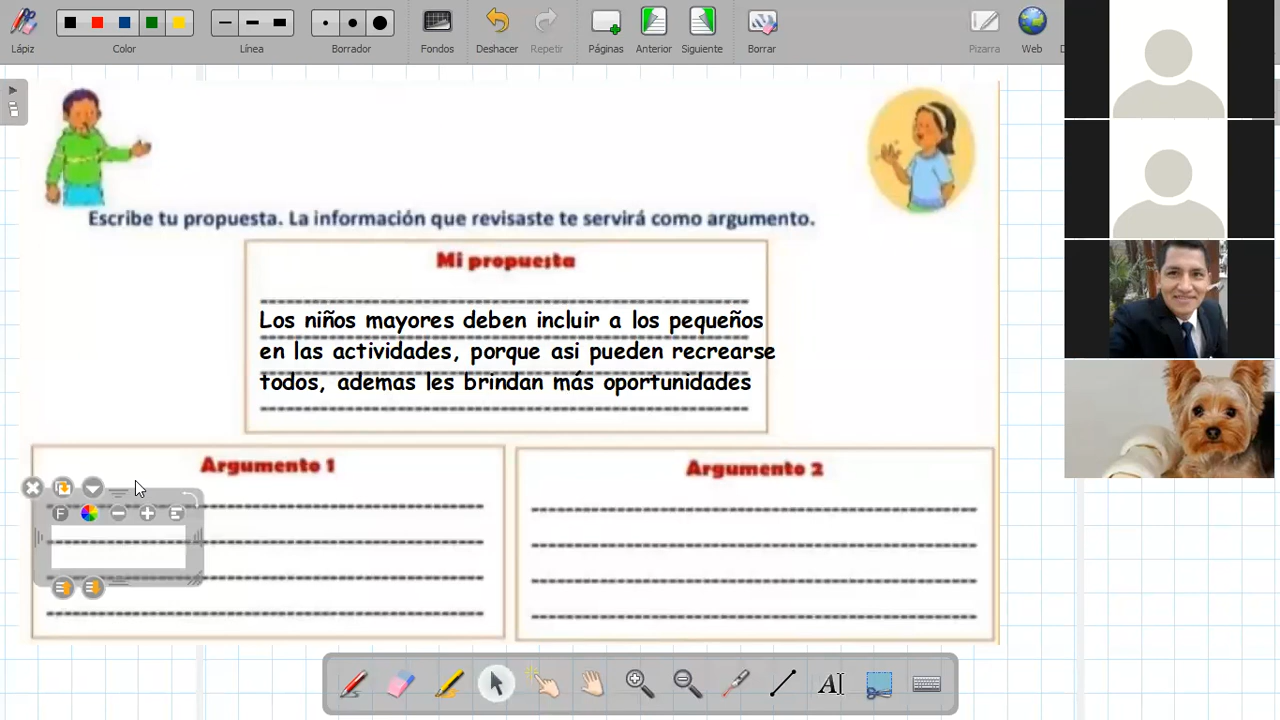 Lápiz Color Línea Borrador Fondos Deshacer Repetir Páginas Anterior Siguiente Borrar Pizarra Web
Escribe tu propuesta. La información que revisaste te servirá como argumento.
Mi propuesta
Los niños mayores deben incluir a los pequeños
en las actividades, porque asi pueden recrearse
todos, ademas les brindan más oportunidades
Argumento 1
Argumento 2
F
AI